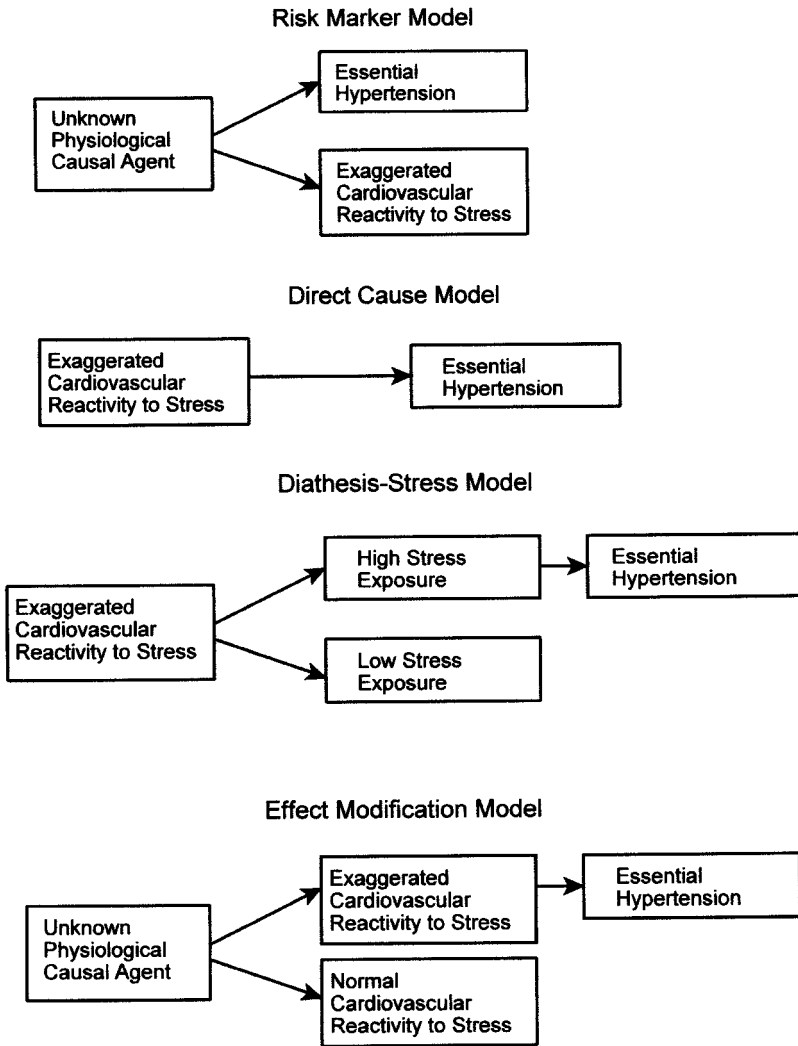 Risk Marker Model
Essential
Hypertension
Unknown
Physiological
Causal Agent
Exaggerated
Cardiovascular
Reactivity to Stress
Direct Cause Model
Exaggerated
Cardiovascular
Reactivity to Stress
Essential
Hypertension
Diathesis-Stress Model
High Stress
Exposure
Essential
Hypertension
Exaggerated
Cardiovascular
Reactivity to Stress
Low Stress
Exposure
Effect Modification Model
Exaggerated
Cardiovascular
Reactivity to Stress
Essential
Hypertension
Unknown
Physiological
Causal Agent
Normal
Cardiovascular
Reactivity to Stress